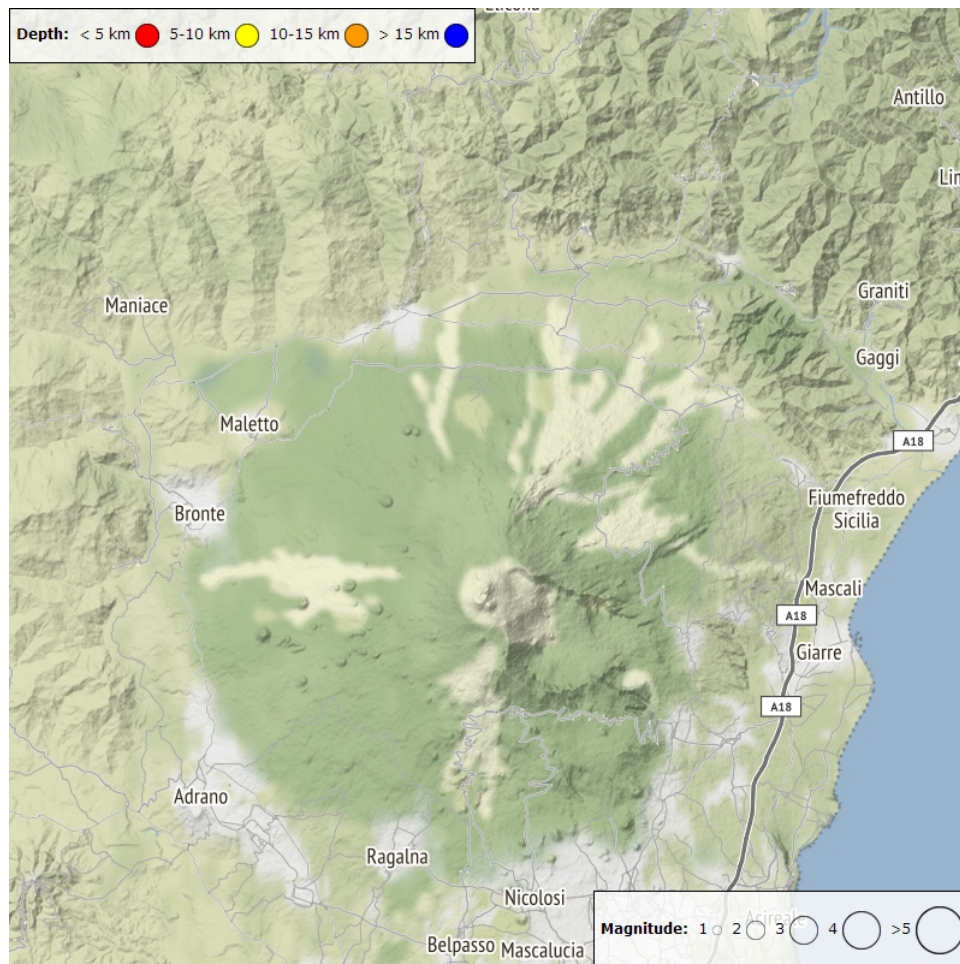 Depth: < 5 km 5-10 km 10-15 km > 15 km
Antillo
Maniace
Graniti
Gaggi
Maletto
A18
Bronte
Fiumefreddo
Sicilia
Mascali
A18
Giarre
A18
Adrano
Ragalna
Nicolosi
Acireale
Magnitude: 1 2 3 4 >5
Belpasso
Mascalucia